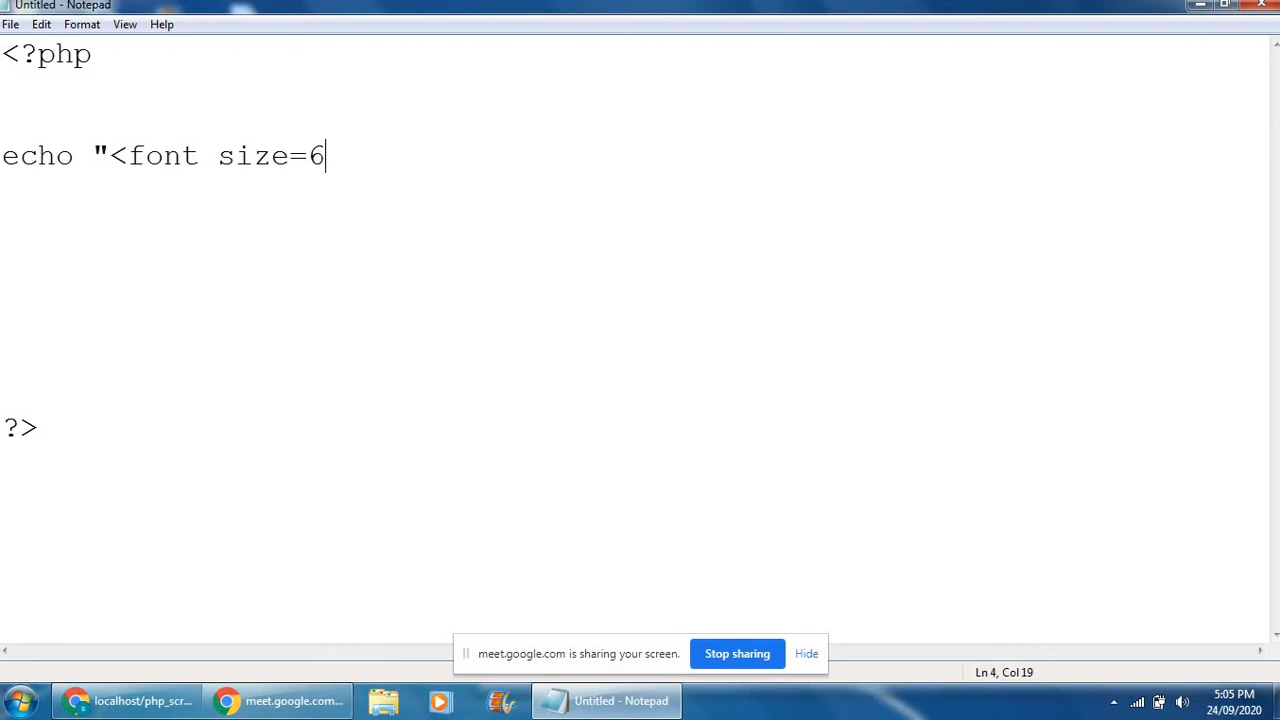 Untitled - Notepad
File Edit Format View Help
<?php
echo "<font size=6
?>
meet.google.com is sharing your screen. Stop sharing Hide
Ln 4, Col 19
localhost/php_scr... meet.google.com... Untitled - Notepad 5:05 PM
24/09/2020